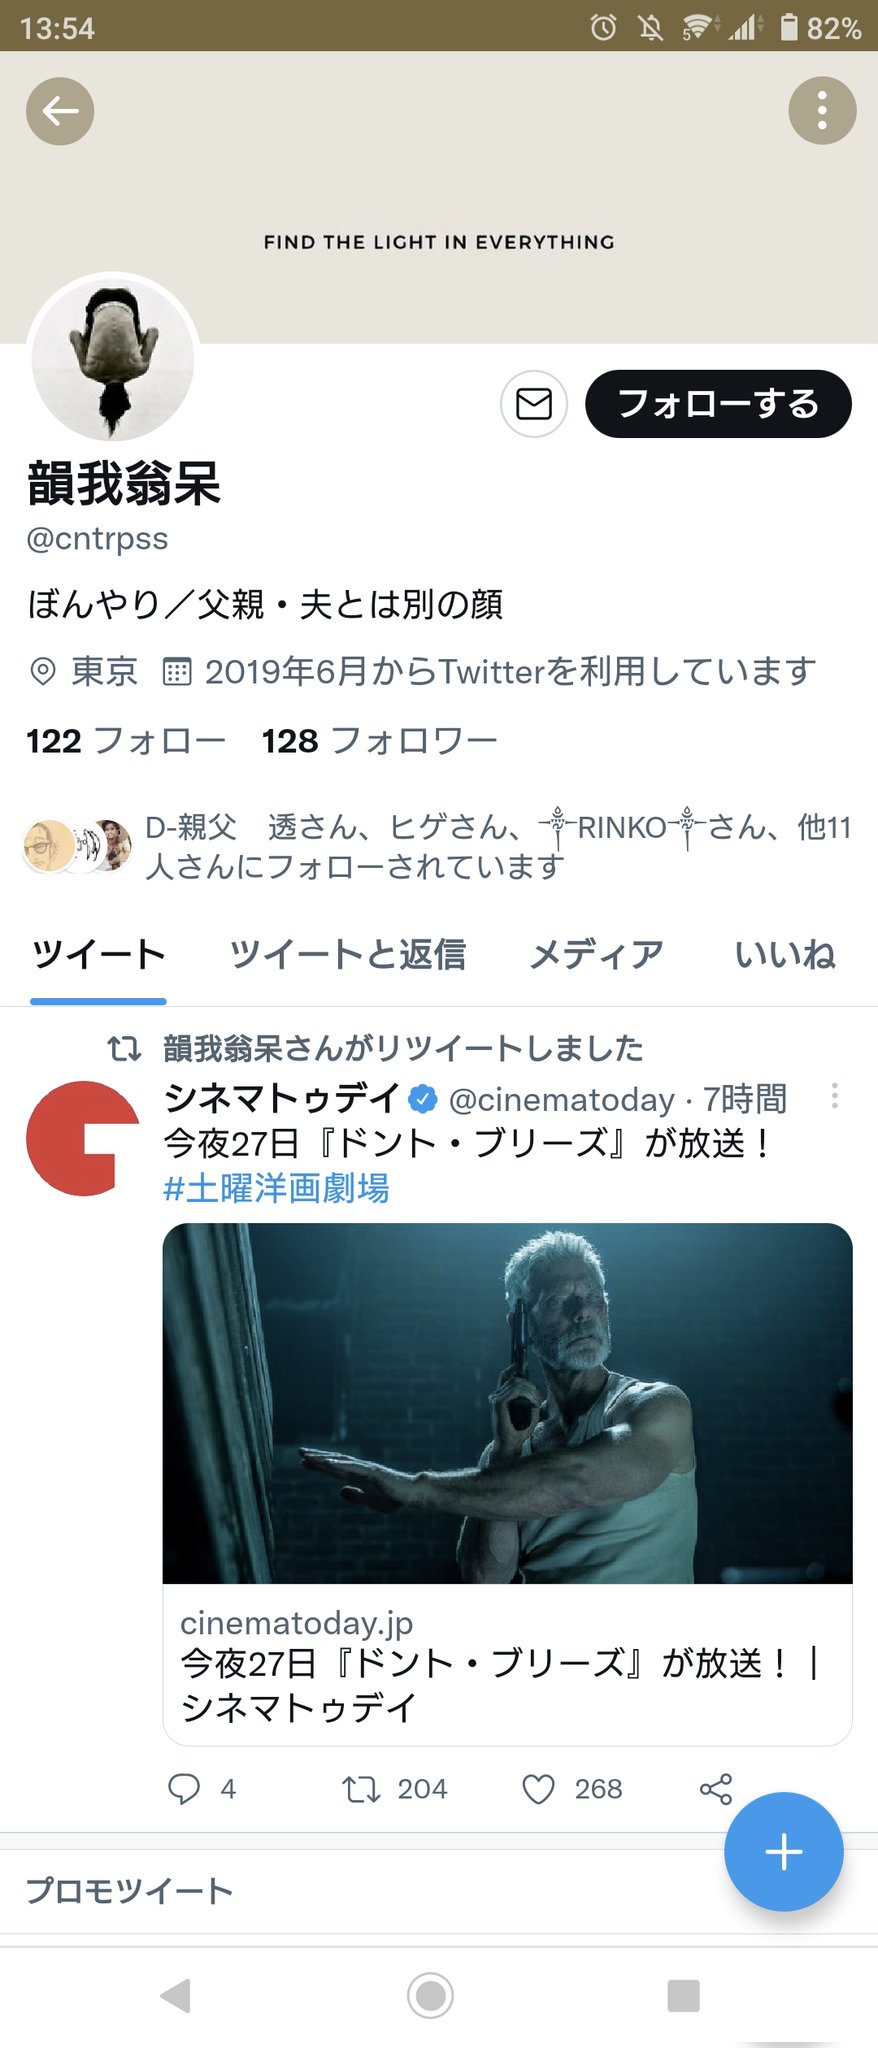 13:54
5
82%
FIND THE LIGHT IN EVERYTHING
フォローする
韻我翁呆
@cntrpss
ぼんやり／父親・夫とは別の顔
東京 2019年6月からTwitterを利用しています
122 フォロー 128 フォロワー
D-親父　透さん、ヒゲさん、༒RINKO༒さん、他11
人さんにフォローされています
ツイート ツイートと返信 メディア いいね
韻我翁呆さんがリツイートしました
シネマトゥデイ @cinematoday · 7時間
今夜27日『ドント・ブリーズ』が放送！
#土曜洋画劇場
cinematoday.jp
今夜27日『ドント・ブリーズ』が放送！ |
シネマトゥデイ
4 204 268
プロモツイート